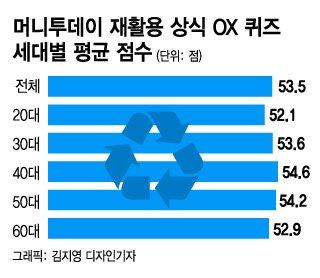 머니투데이 재활용 상식 OX 퀴즈
세대별 평균 점수 (단위: 점)
전체 53.5
20대 52.1
30대 53.6
40대 54.6
50대 54.2
60대 52.9
그래픽: 김지영 디자인기자